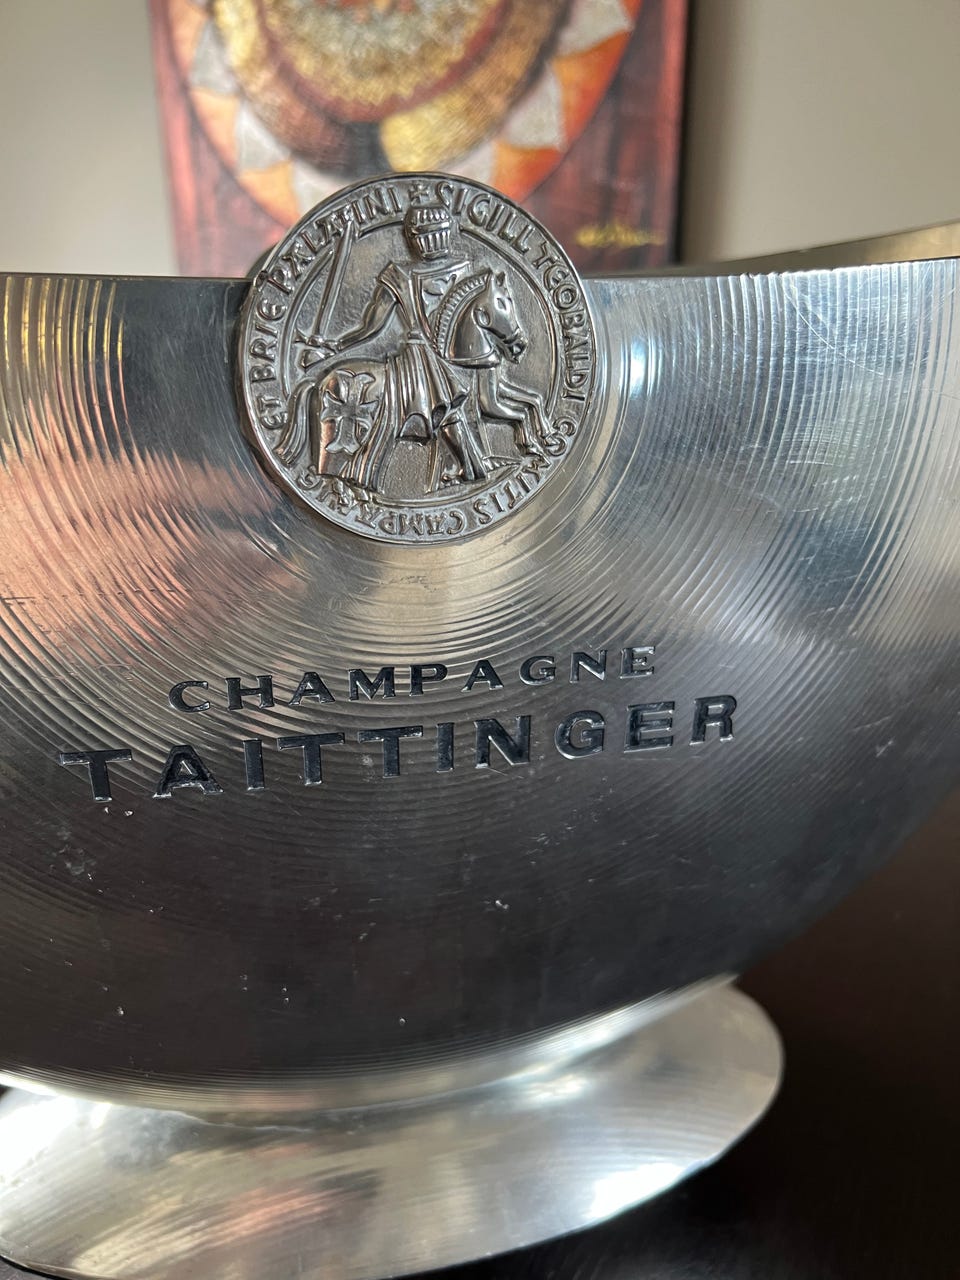 ✠ SIGILL' TEOBALDI COMITIS CAMPANIE ET BRIE PALATINI
CHAMPAGNE
TAITTINGER